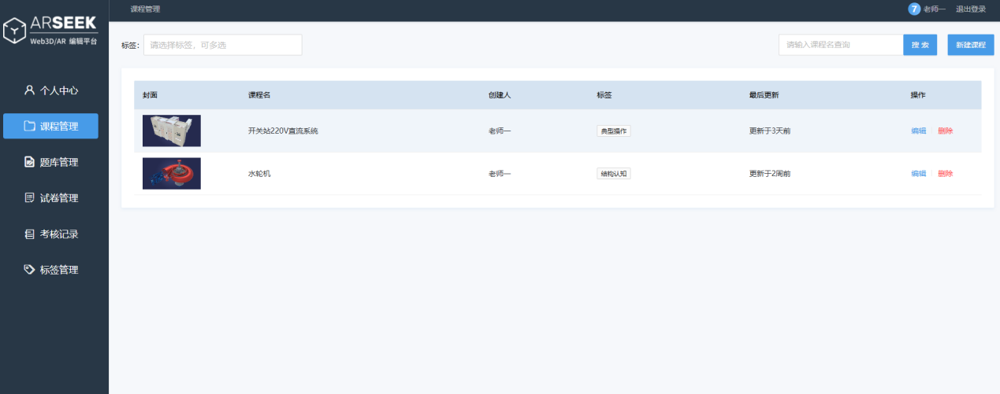 ARSEEK
Web3D/AR 编辑平台
个人中心
课程管理
题库管理
试卷管理
考核记录
标签管理
课程管理
7 老师一 退出登录
标签: 请选择标签，可多选 请输入课程名查询 搜 索 新建课程
封面 课程名 创建人 标签 最后更新 操作
开关站220V直流系统 老师一 典型操作 更新于3天前 编辑 删除
水轮机 老师一 结构认知 更新于2周前 编辑 删除